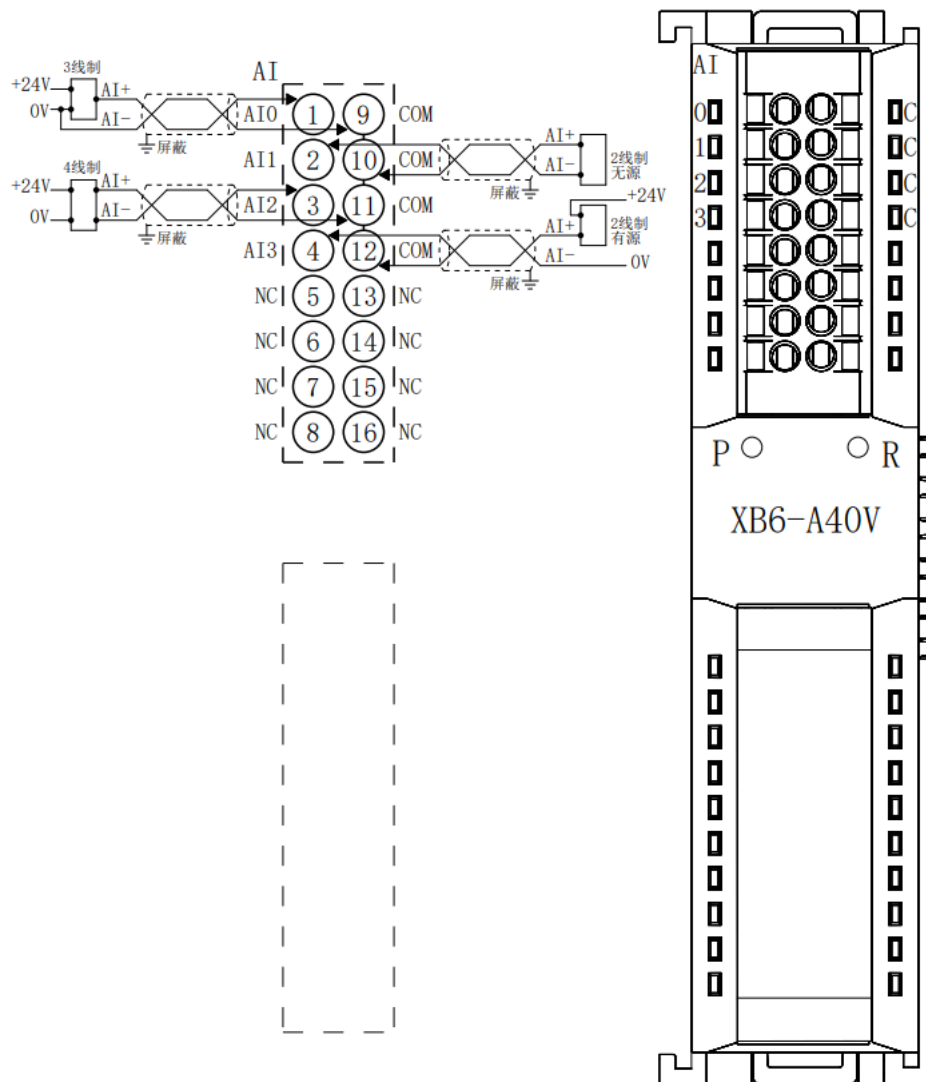 AI
3线制
+24V
0V
AI+
AI-
屏蔽
AI0
1
9
COM
AI1
2
10
COM
AI+
AI-
2线制
无源
屏蔽
4线制
+24V
0V
AI+
AI-
屏蔽
AI2
3
11
COM
+24V
AI3
4
12
COM
AI+
AI-
2线制
有源
0V
屏蔽
NC
5
13
NC
NC
6
14
NC
NC
7
15
NC
NC
8
16
NC
AI
0
C
1
C
2
C
3
C
P
R
XB6-A40V